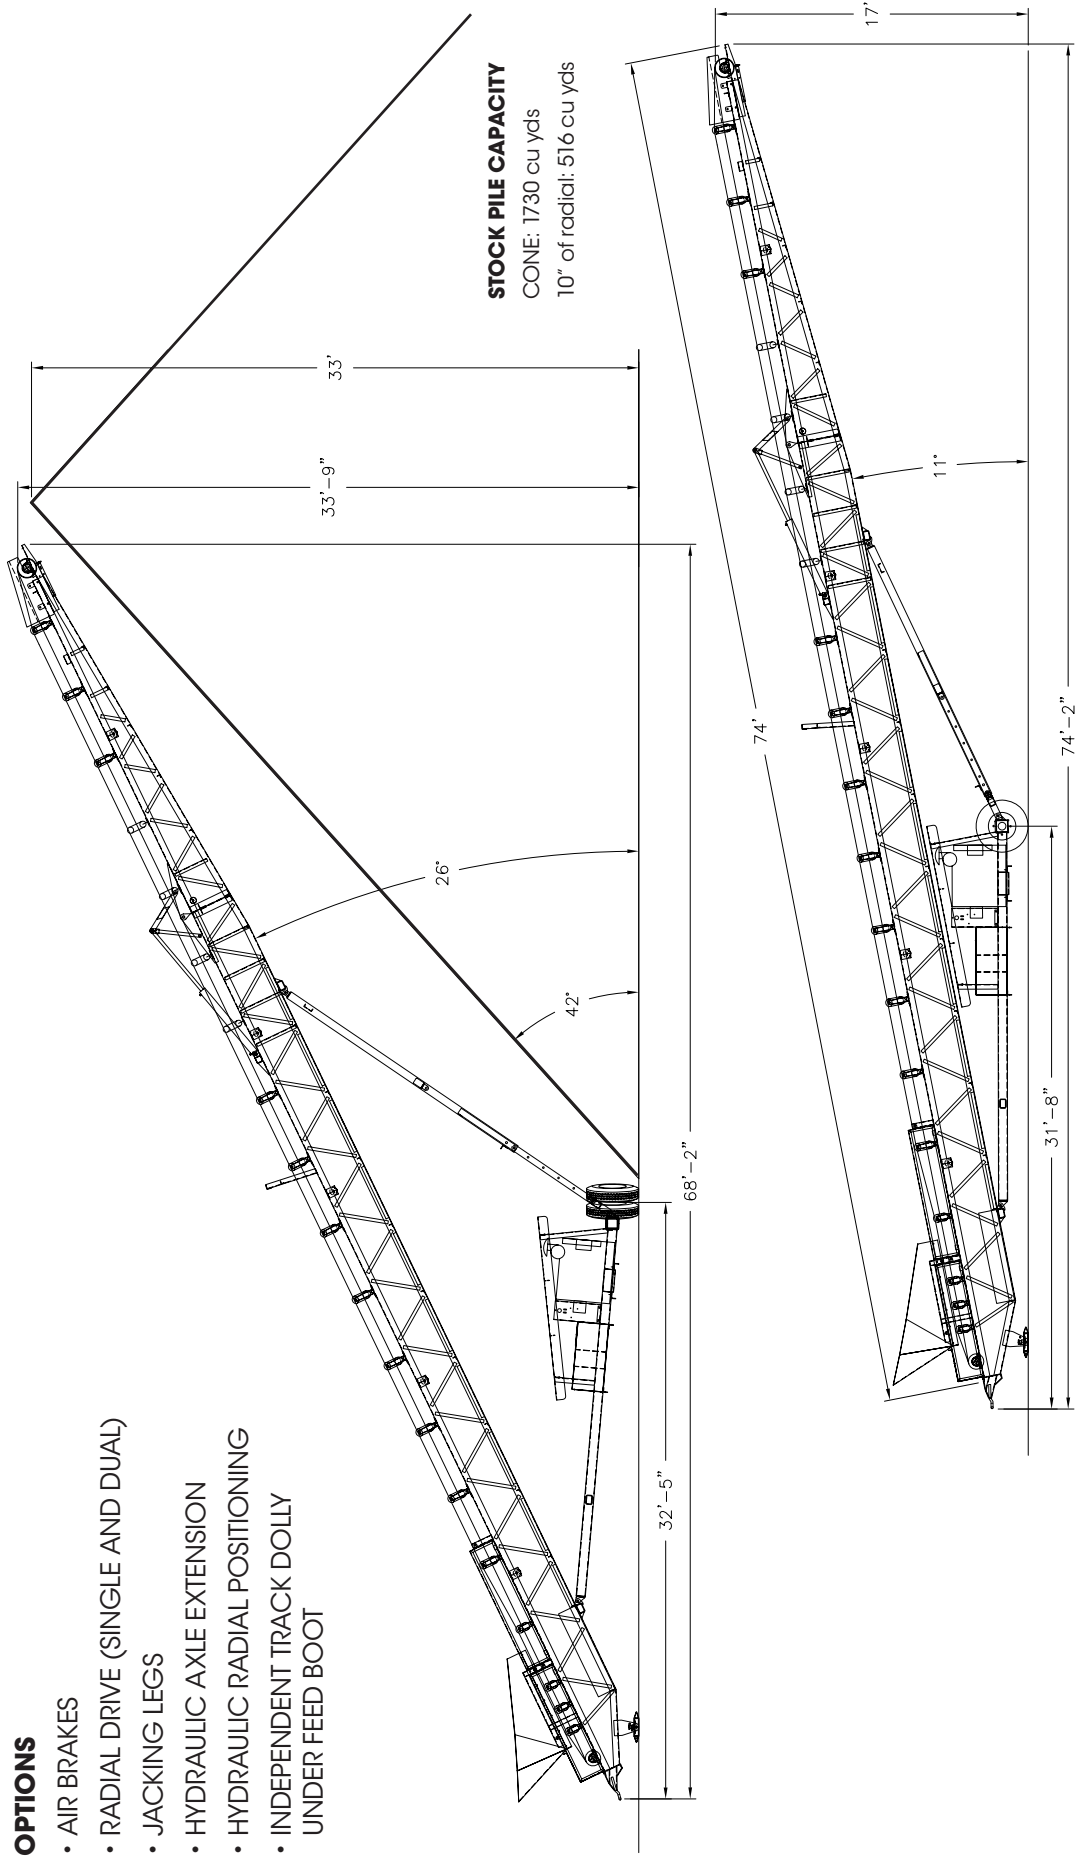 OPTIONS
• AIR BRAKES
• RADIAL DRIVE (SINGLE AND DUAL)
• JACKING LEGS
• HYDRAULIC AXLE EXTENSION
• HYDRAULIC RADIAL POSITIONING
• INDEPENDENT TRACK DOLLY
UNDER FEED BOOT
33'-9"
33'
26°
42°
32'-5"
68'-2"
STOCK PILE CAPACITY
CONE: 1730 cu yds
10” of radial: 516 cu yds
17'
74'
11°
31'-8"
74'-2"